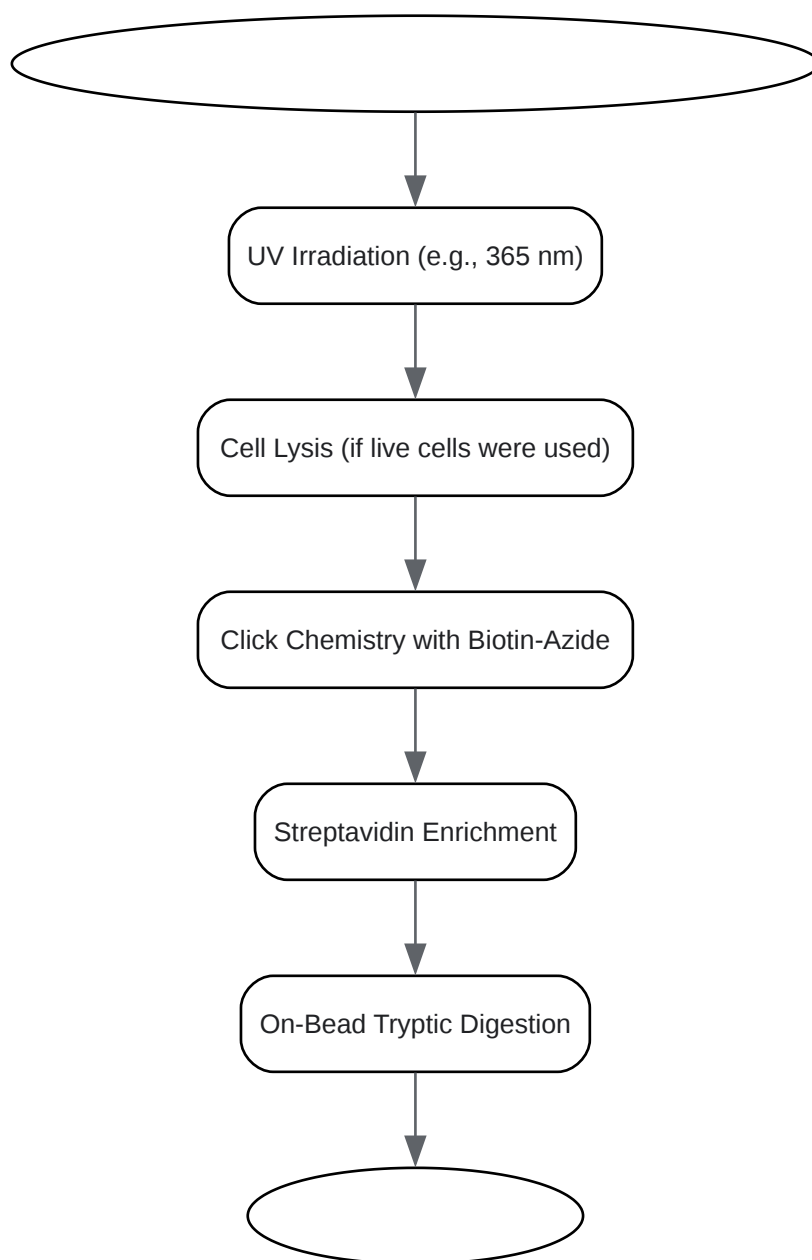 UV Irradiation (e.g., 365 nm)
Cell Lysis (if live cells were used)
Click Chemistry with Biotin-Azide
Streptavidin Enrichment
On-Bead Tryptic Digestion